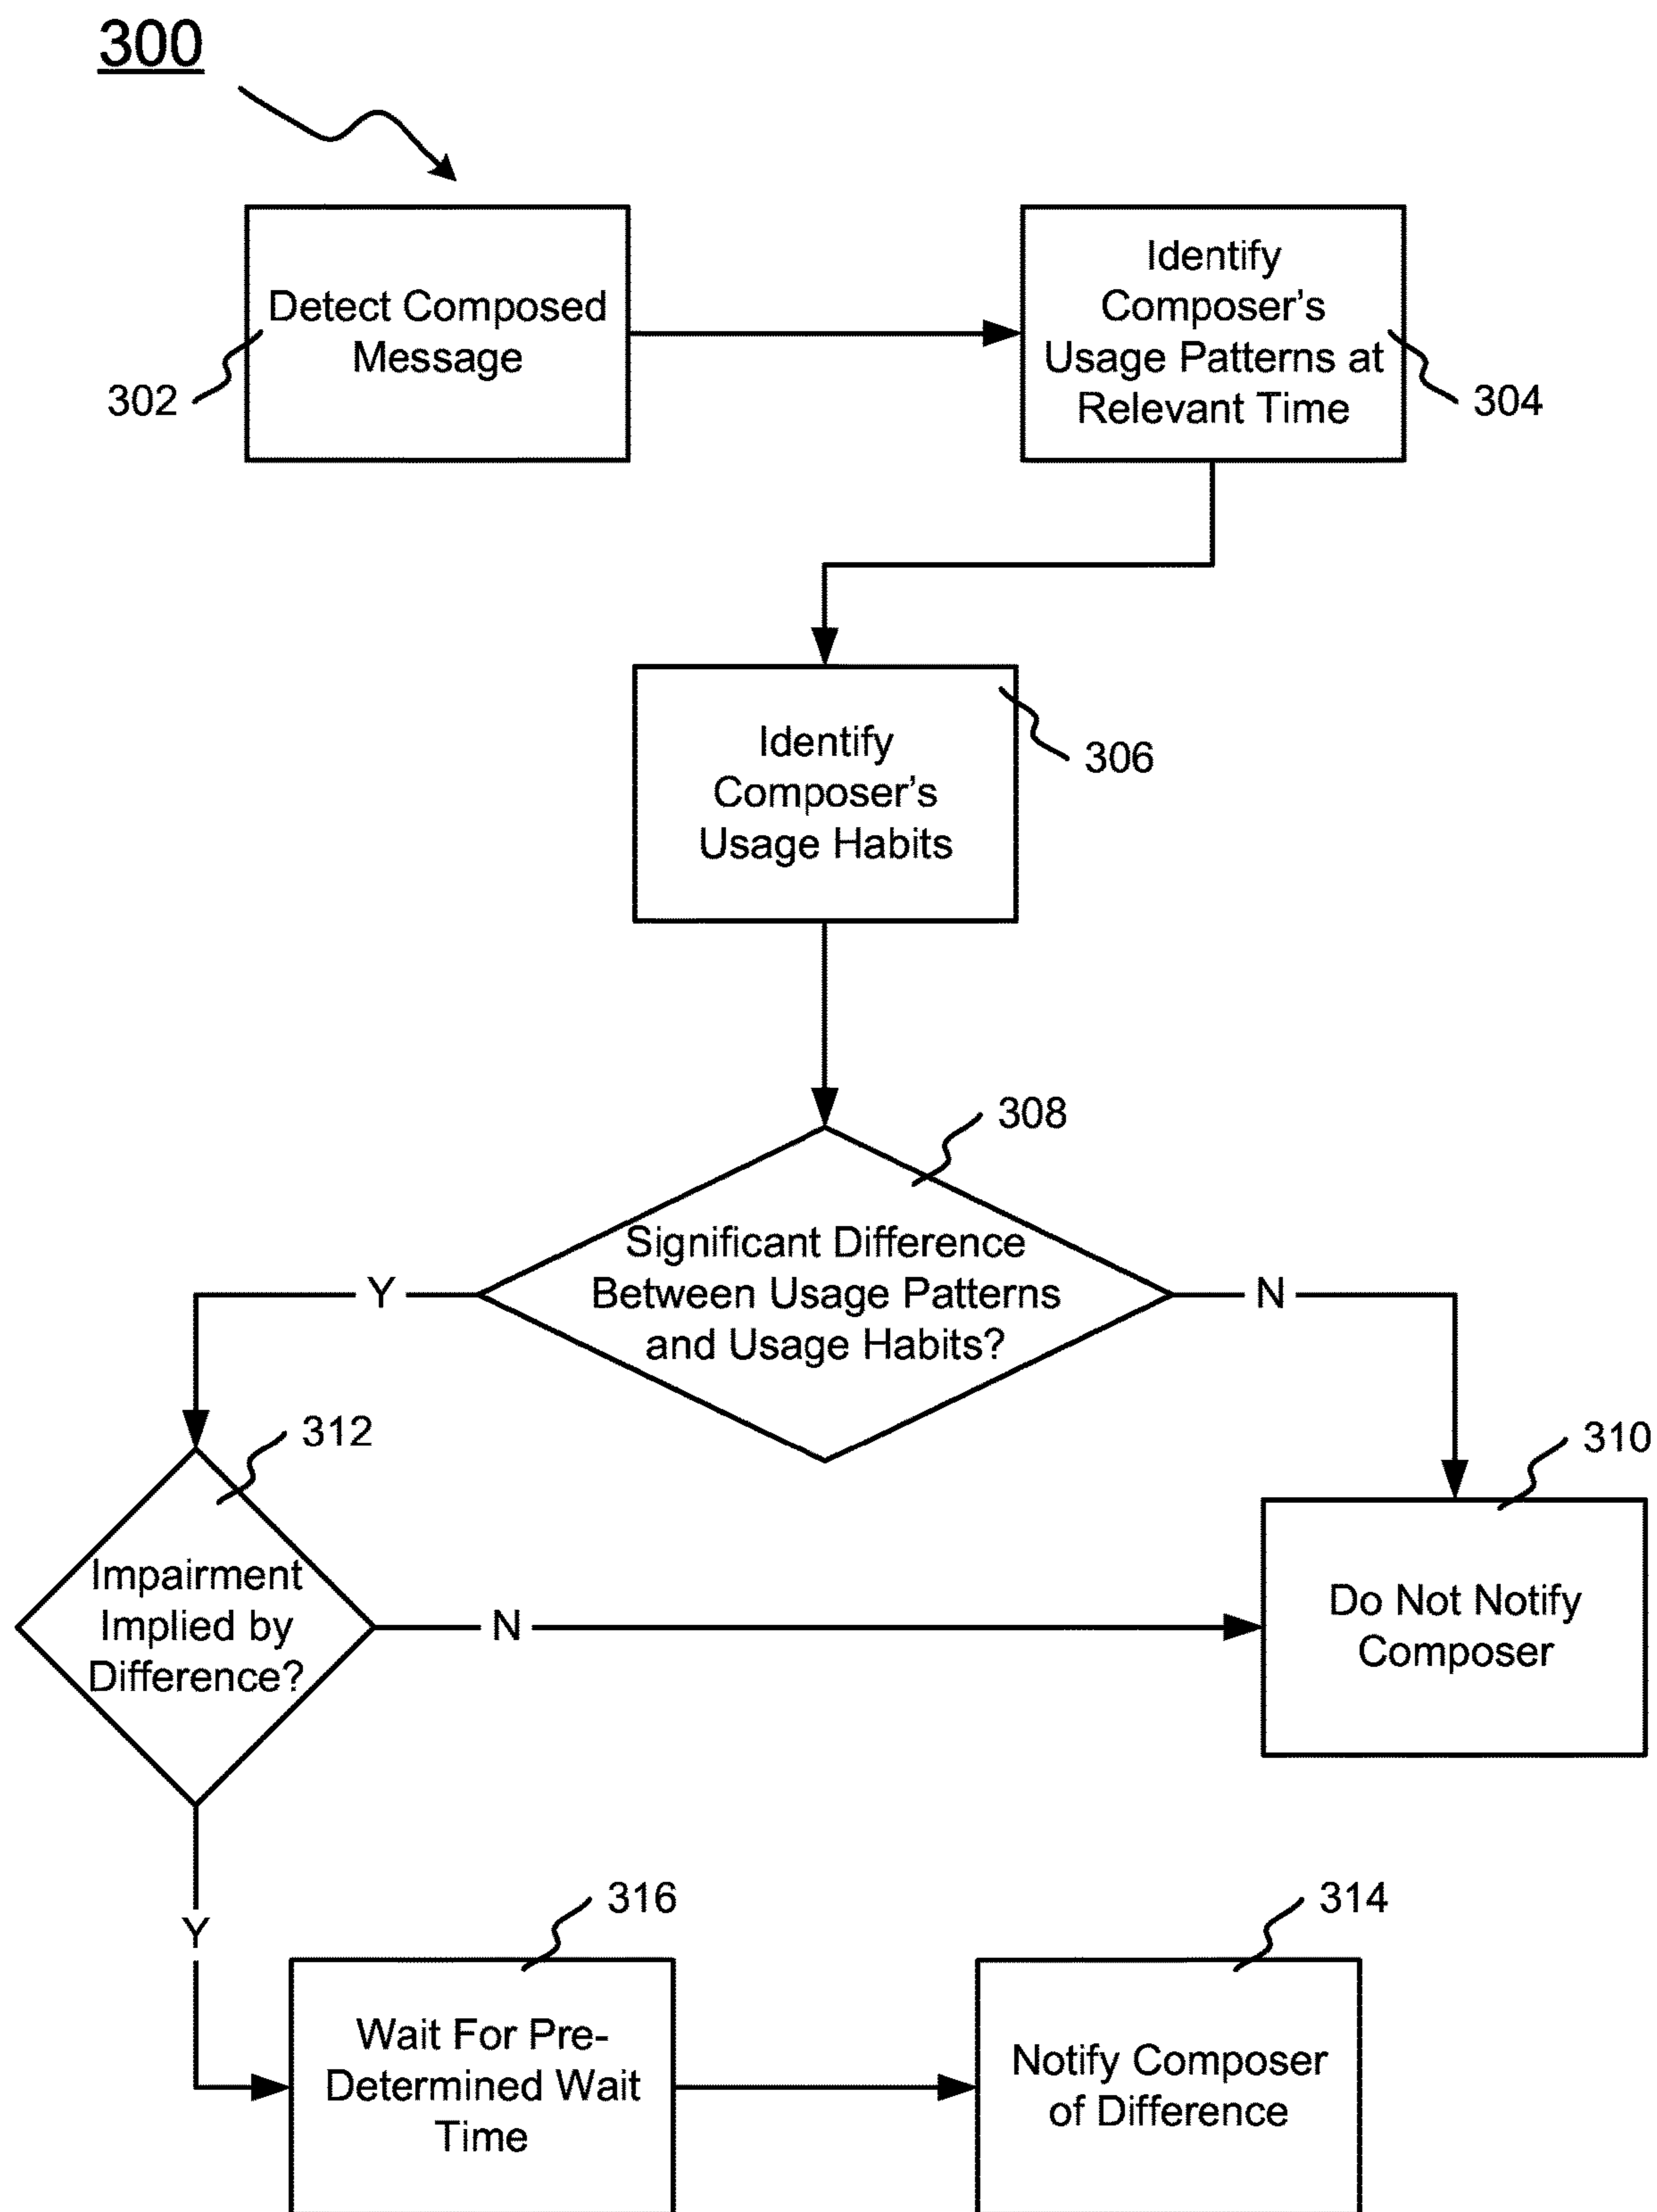 300
Detect Composed
Message
302
Identify
Composer's
Usage Patterns at
Relevant Time
304
Identify
Composer's
Usage Habits
306
308
Significant Difference
Between Usage Patterns
and Usage Habits?
Y
N
312
310
Impairment
Implied by
Difference?
N
Do Not Notify
Composer
Y
316
314
Wait For Pre-
Determined Wait
Time
Notify Composer
of Difference